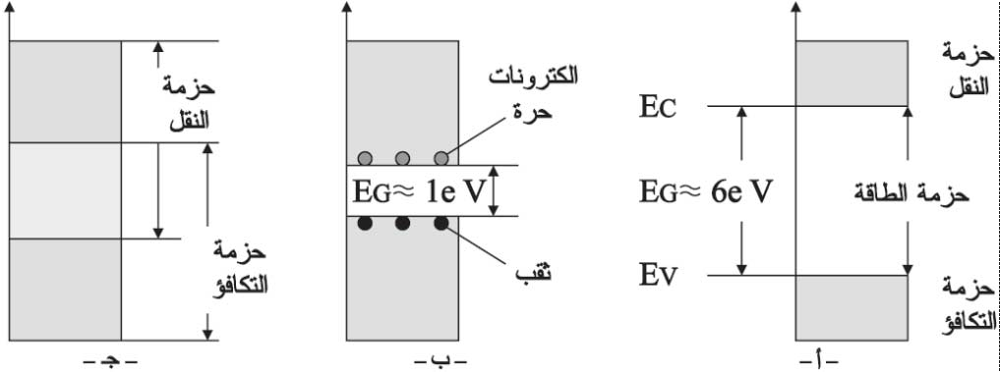 حزمة
النقل
EC
EG≈ 6e V
حزمة الطاقة
EV
حزمة
التكافؤ
-أ-
الكترونات
حرة
EG≈ 1e V
ثقب
-ب-
حزمة
النقل
حزمة
التكافؤ
-جـ-